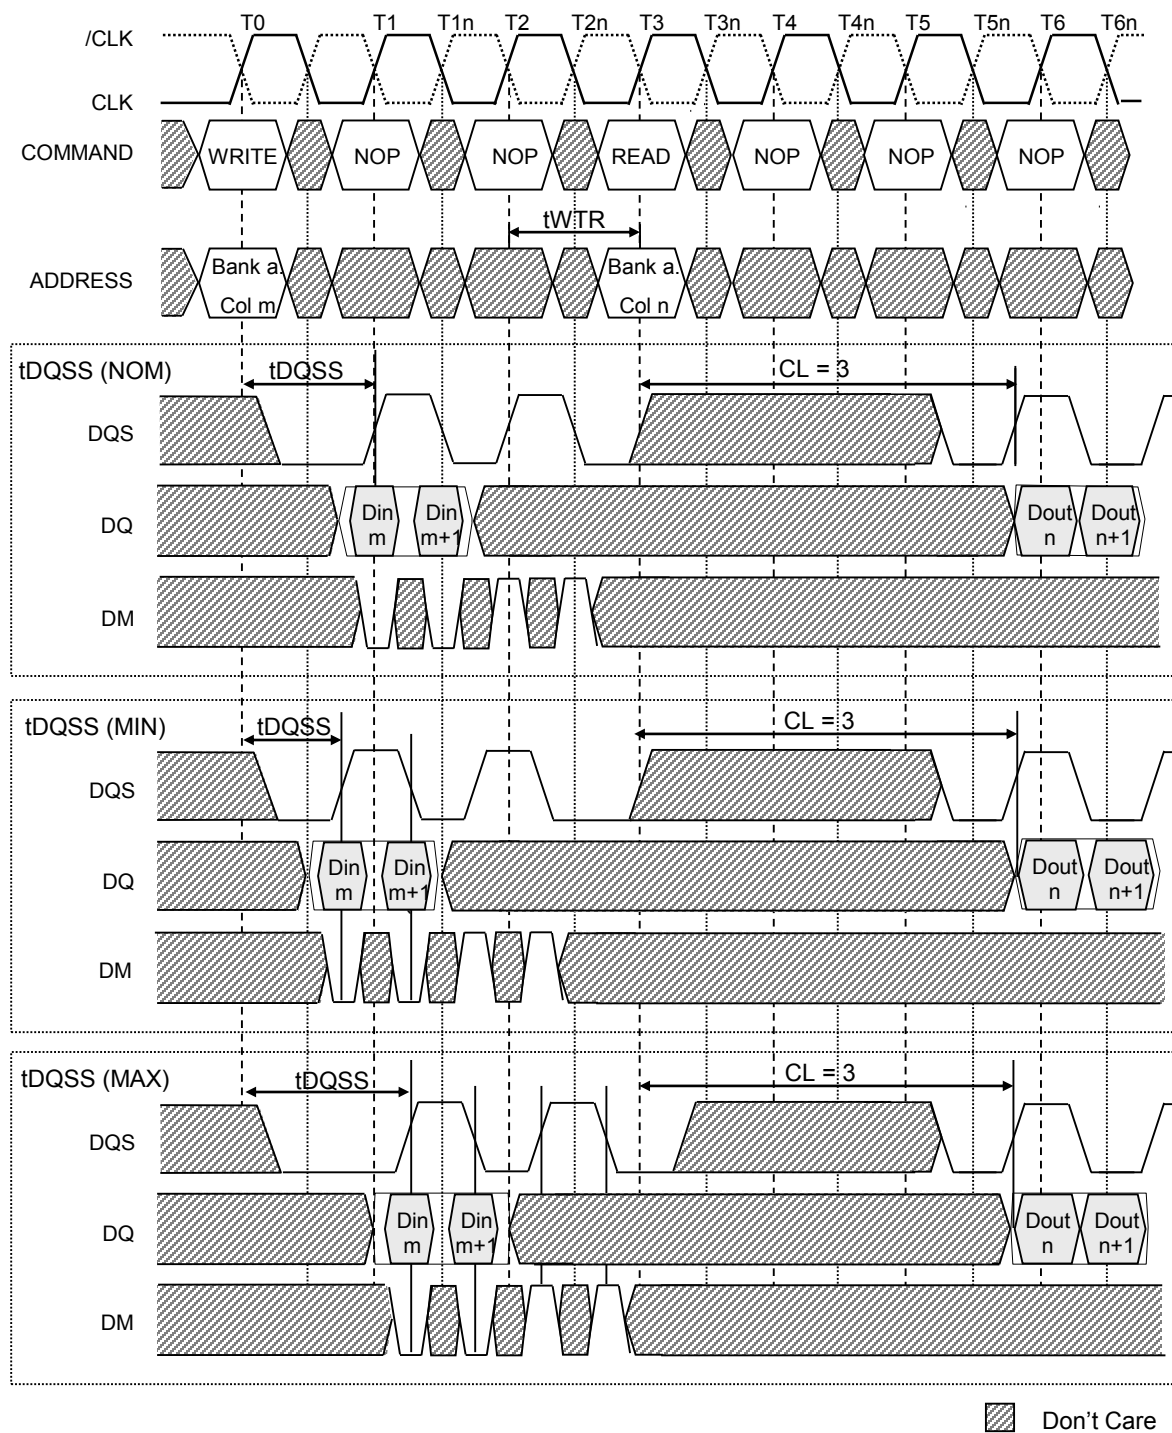 T0 T1 T1n T2 T2n T3 T3n T4 T4n T5 T5n T6 T6n
/CLK
CLK
COMMAND WRITE NOP NOP READ NOP NOP NOP
tWTR
ADDRESS Bank a. Bank a.
Col m Col n
tDQSS (NOM) tDQSS CL = 3
DQS
DQ Din m Din m+1 Dout n Dout n+1
DM
tDQSS (MIN) tDQSS CL = 3
DQS
DQ Din m Din m+1 Dout n Dout n+1
DM
tDQSS (MAX) tDQSS CL = 3
DQS
DQ Din m Din m+1 Dout n Dout n+1
DM
Don't Care